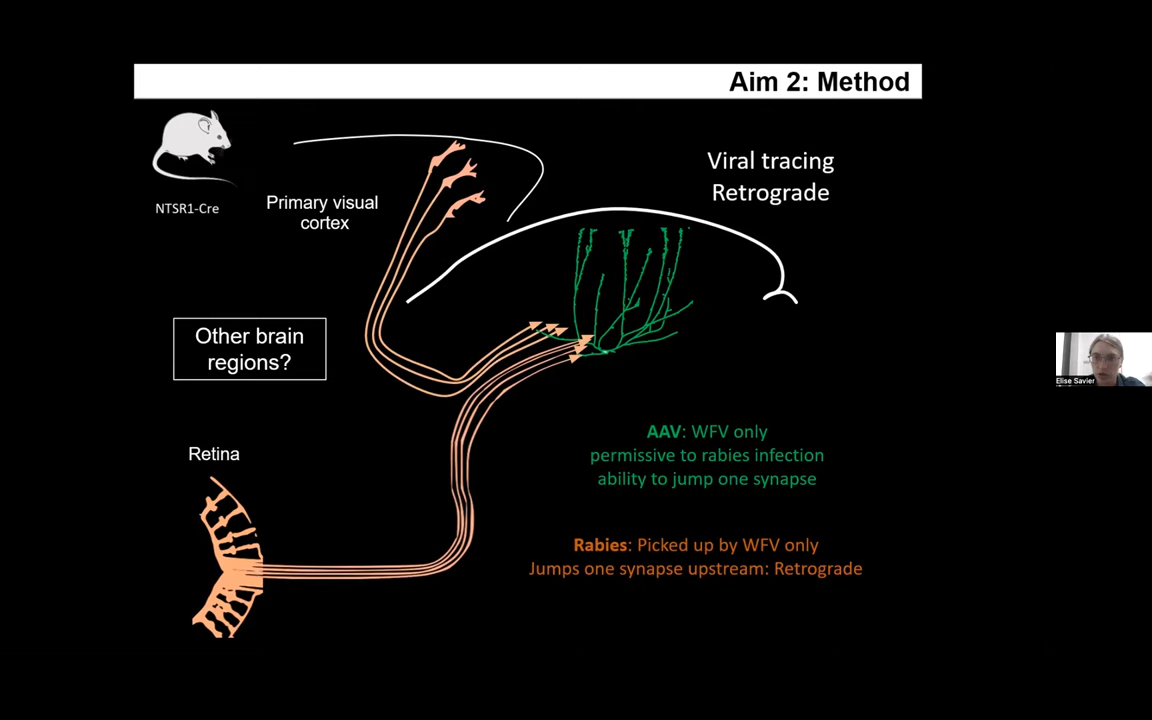 Aim 2: Method
NTSR1-Cre
Primary visual
cortex
Viral tracing
Retrograde
Other brain
regions?
Retina
AAV: WFV only
permissive to rabies infection
ability to jump one synapse
Rabies: Picked up by WFV only
Jumps one synapse upstream: Retrograde
Elise Savier